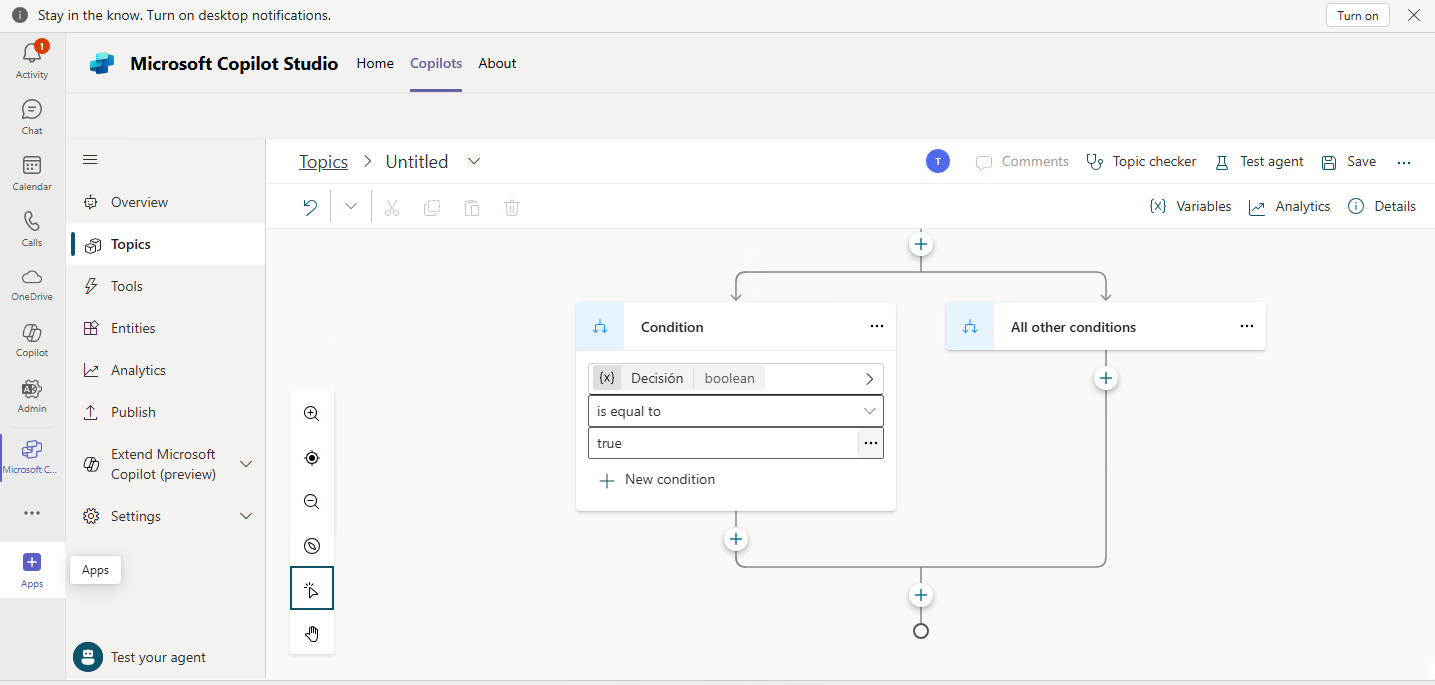 Stay in the know. Turn on desktop notifications.
Turn on
1
Activity
Chat
Calendar
Calls
OneDrive
Copilot
Admin
Microsoft C...
Apps
Microsoft Copilot Studio
Home
Copilots
About
Overview
Topics
Tools
Entities
Analytics
Publish
Extend Microsoft
Copilot (preview)
Settings
Apps
Test your agent
Topics > Untitled
T
Comments
Topic checker
Test agent
Save
...
{x} Variables
Analytics
Details
Condition
...
{x} Decisión boolean
is equal to
true
...
New condition
All other conditions
...